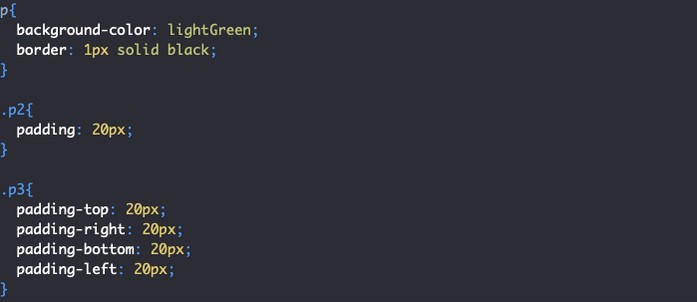 p{
  background-color: lightGreen;
  border: 1px solid black;
}

.p2{
  padding: 20px;
}

.p3{
  padding-top: 20px;
  padding-right: 20px;
  padding-bottom: 20px;
  padding-left: 20px;
}